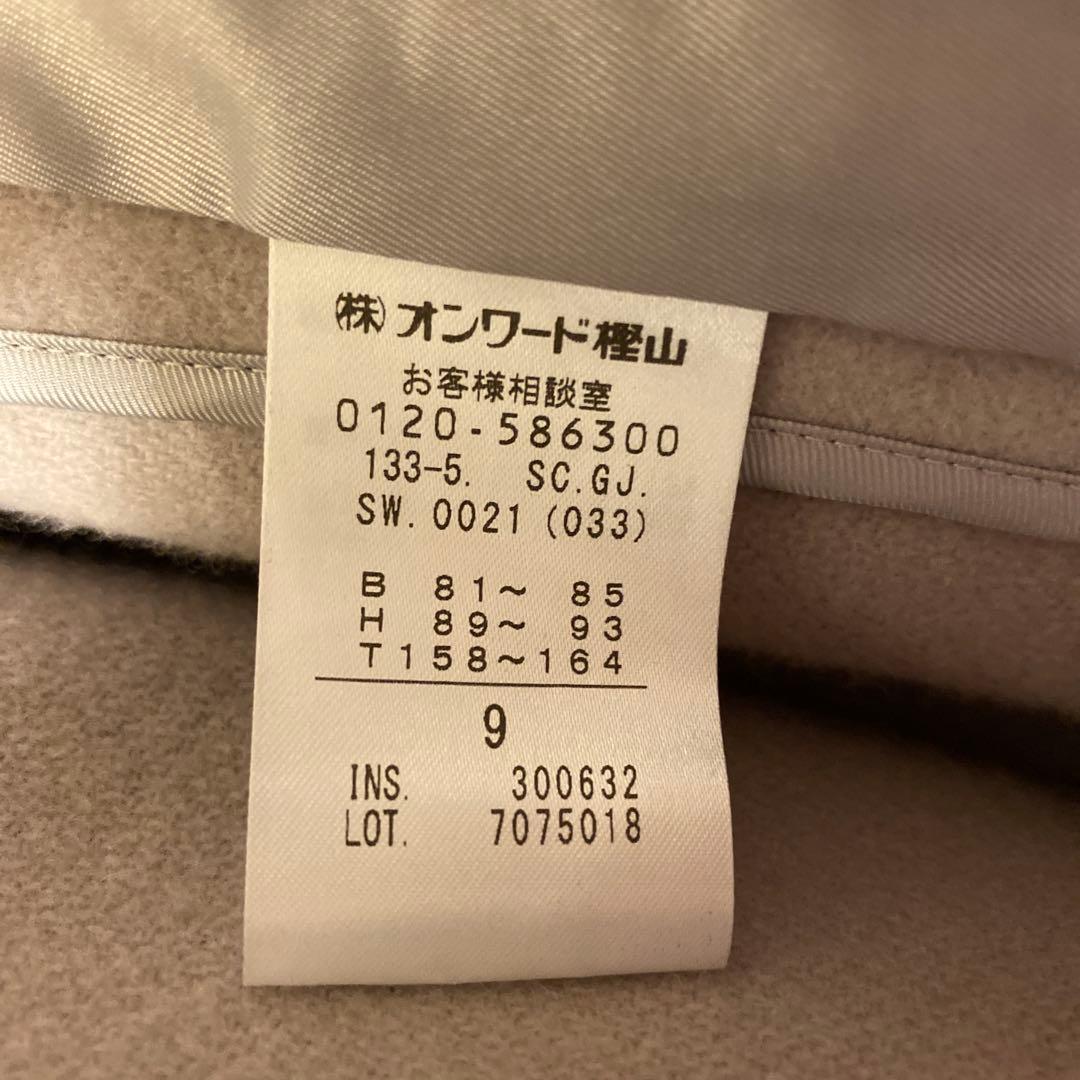 (株)オンワード樫山
お客様相談室
0120-586300
133-5. SC.GJ.
SW.0021(033)
B 81~ 85
H 89~ 93
T158~164
9
INS. 300632
LOT. 7075018